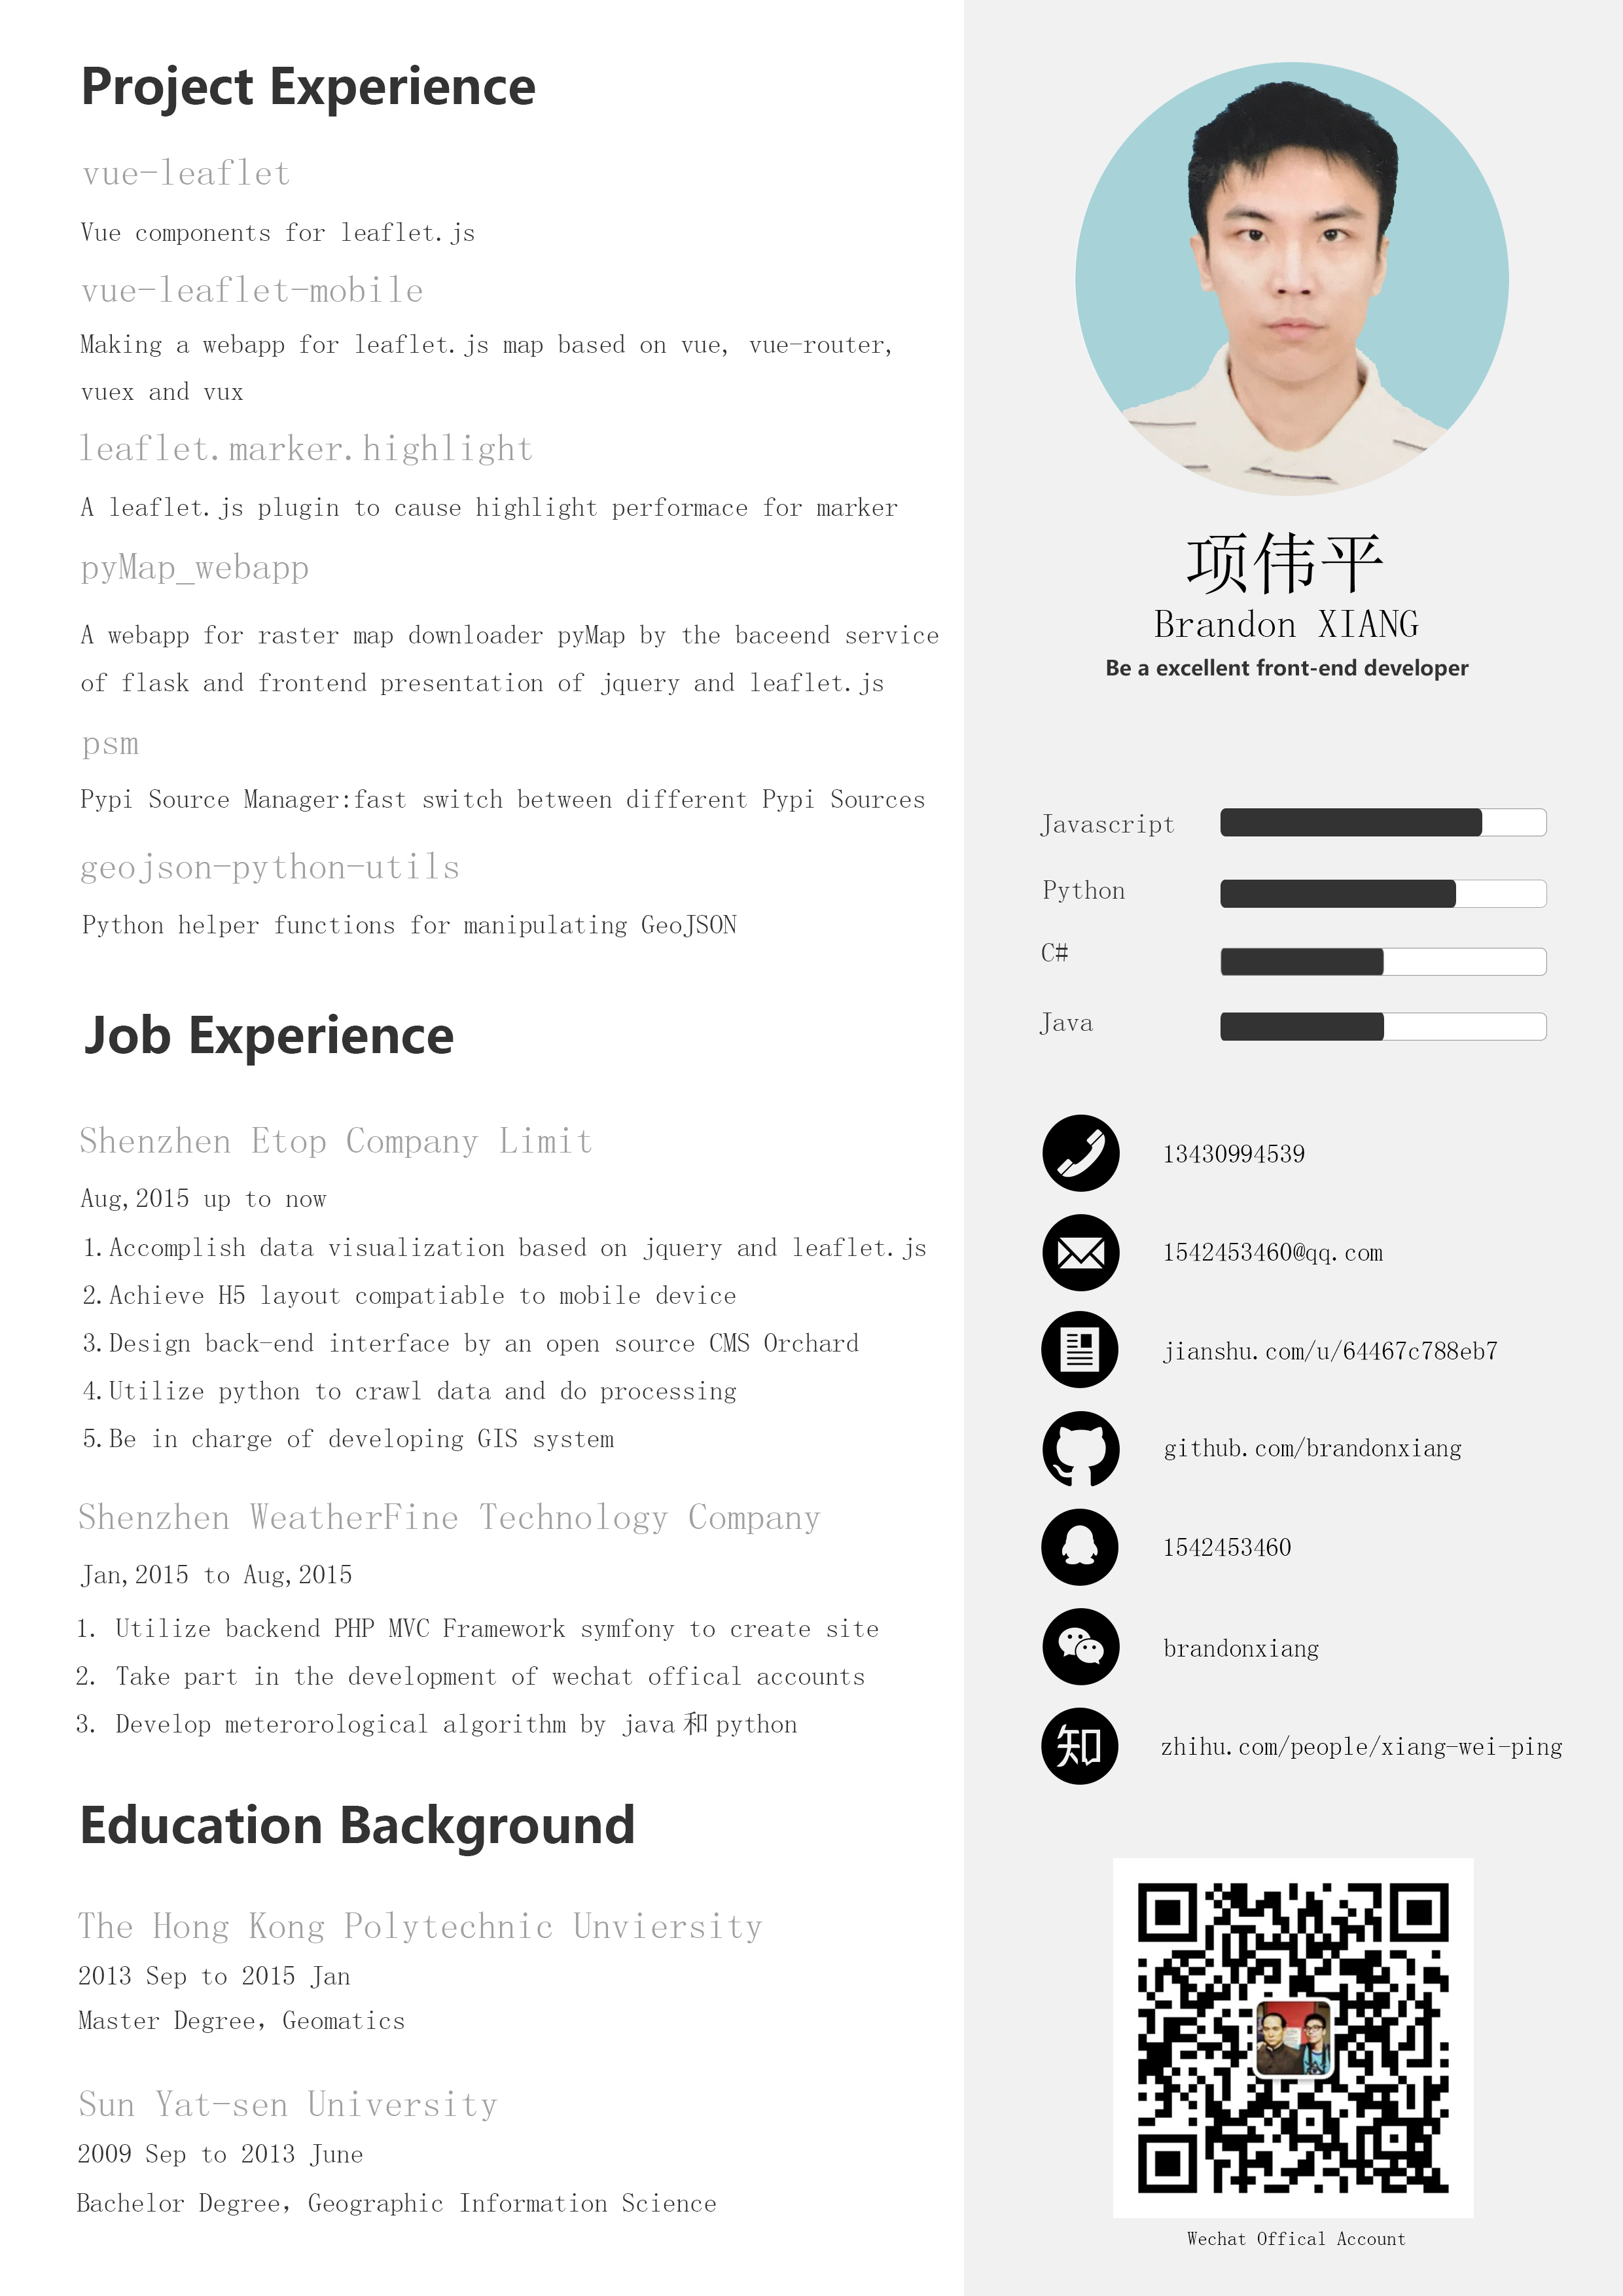 Project Experience
vue-leaflet
Vue components for leaflet.js
vue-leaflet-mobile
Making a webapp for leaflet.js map based on vue, vue-router,
vuex and vux
leaflet.marker.highlight
A leaflet.js plugin to cause highlight performace for marker
pyMap_webapp
A webapp for raster map downloader pyMap by the baceend service
of flask and frontend presentation of jquery and leaflet.js
psm
Pypi Source Manager:fast switch between different Pypi Sources
geojson-python-utils
Python helper functions for manipulating GeoJSON
Job Experience
Shenzhen Etop Company Limit
Aug,2015 up to now
1.Accomplish data visualization based on jquery and leaflet.js
2.Achieve H5 layout compatiable to mobile device
3.Design back-end interface by an open source CMS Orchard
4.Utilize python to crawl data and do processing
5.Be in charge of developing GIS system
Shenzhen WeatherFine Technology Company
Jan,2015 to Aug,2015
1. Utilize backend PHP MVC Framework symfony to create site
2. Take part in the development of wechat offical accounts
3. Develop meterorological algorithm by java 和 python
Education Background
The Hong Kong Polytechnic Unviersity
2013 Sep to 2015 Jan
Master Degree, Geomatics
Sun Yat-sen University
2009 Sep to 2013 June
Bachelor Degree, Geographic Information Science
项伟平
Brandon XIANG
Be a excellent front-end developer
Javascript
Python
C#
Java
13430994539
1542453460@qq.com
jianshu.com/u/64467c788eb7
github.com/brandonxiang
1542453460
brandonxiang
知
zhihu.com/people/xiang-wei-ping
Wechat Offical Account